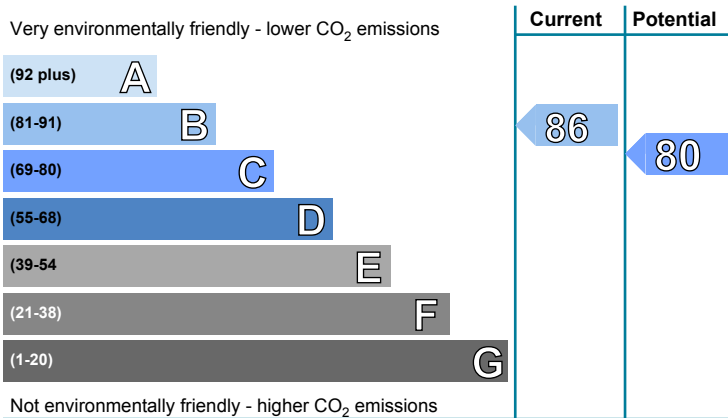 Very environmentally friendly - lower CO2 emissions
Current
Potential
(92 plus) A
(81-91) B
86
(69-80) C
80
(55-68) D
(39-54 E
(21-38) F
(1-20) G
Not environmentally friendly - higher CO2 emissions